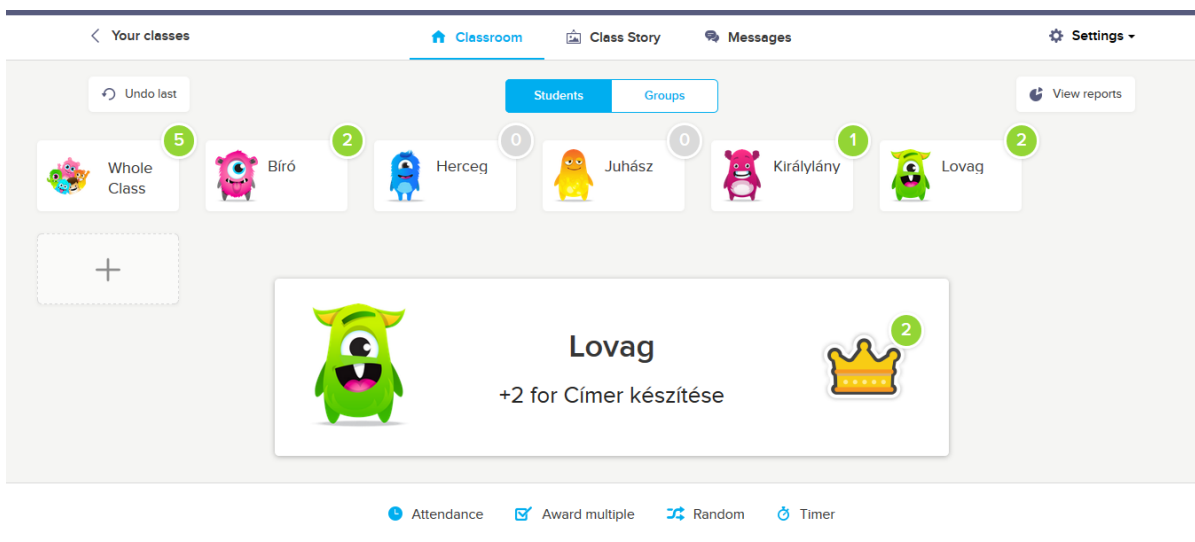 Your classes
Classroom
Class Story
Messages
Settings
Undo last
Students
Groups
View reports
5
Whole
Class
2
Bíró
0
Herceg
0
Juhász
1
Királylány
2
Lovag
+
Lovag
+2 for Címer készítése
2
Attendance
Award multiple
Random
Timer